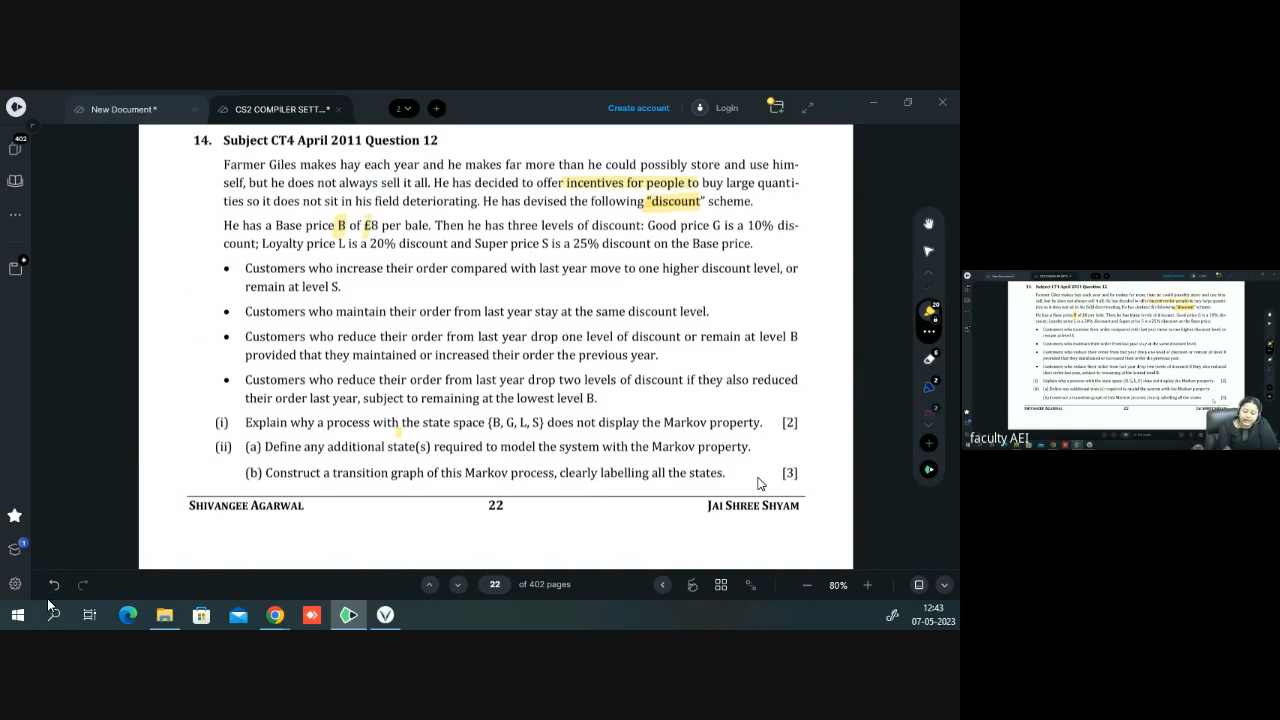 New Document*
CS2 COMPILER SETT...*
2
Create account
Login
402
14. Subject CT4 April 2011 Question 12
Farmer Giles makes hay each year and he makes far more than he could possibly store and use him-
self, but he does not always sell it all. He has decided to offer incentives for people to buy large quanti-
ties so it does not sit in his field deteriorating. He has devised the following “discount” scheme.
He has a Base price B of £8 per bale. Then he has three levels of discount: Good price G is a 10% dis-
count; Loyalty price L is a 20% discount and Super price S is a 25% discount on the Base price.
• Customers who increase their order compared with last year move to one higher discount level, or
remain at level S.
• Customers who maintain their order from last year stay at the same discount level.
• Customers who reduce their order from last year drop one level of discount or remain at level B
provided that they maintained or increased their order the previous year.
• Customers who reduce their order from last year drop two levels of discount if they also reduced
their order last year, subject to remaining at the lowest level B.
(i) Explain why a process with the state space {B, G, L, S} does not display the Markov property. [2]
(ii) (a) Define any additional state(s) required to model the system with the Markov property.
(b) Construct a transition graph of this Markov process, clearly labelling all the states. [3]
SHIVANGEE AGARWAL 22 JAI SHREE SHYAM
20
2
2
1
22 of 402 pages
80%
12:43
07-05-2023
faculty AEI